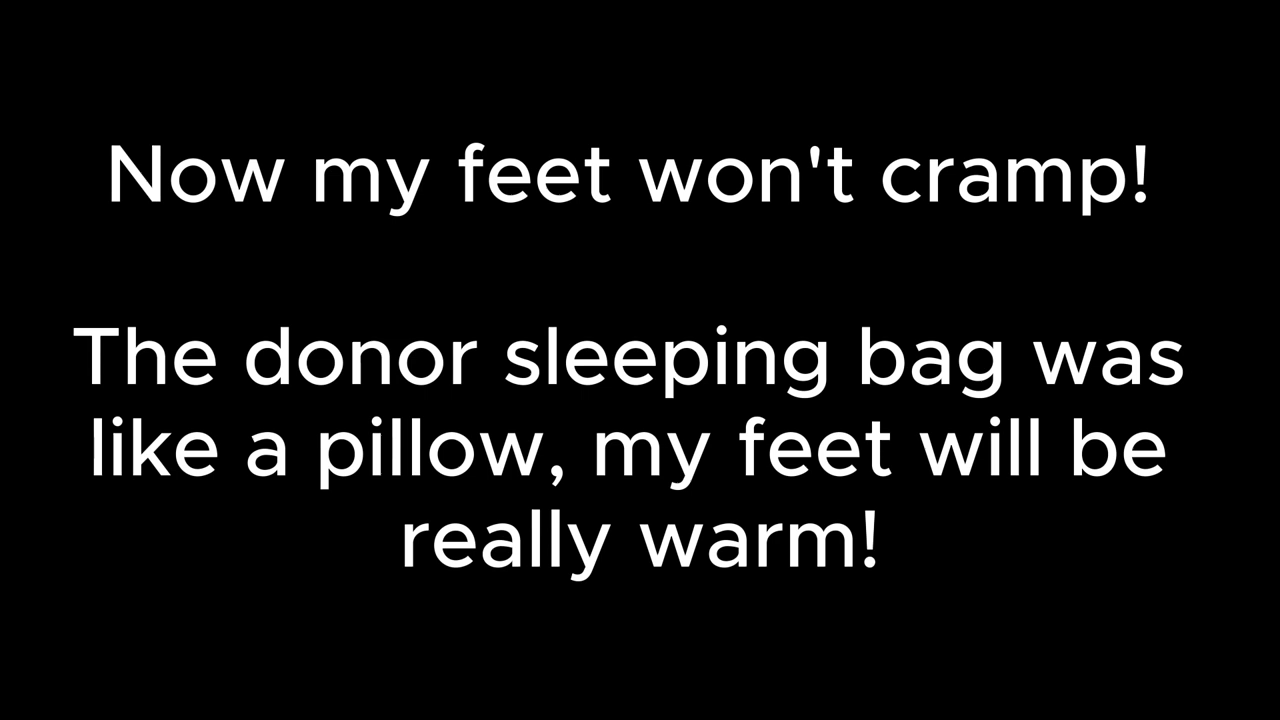 Now my feet won't cramp!
The donor sleeping bag was
like a pillow, my feet will be
really warm!